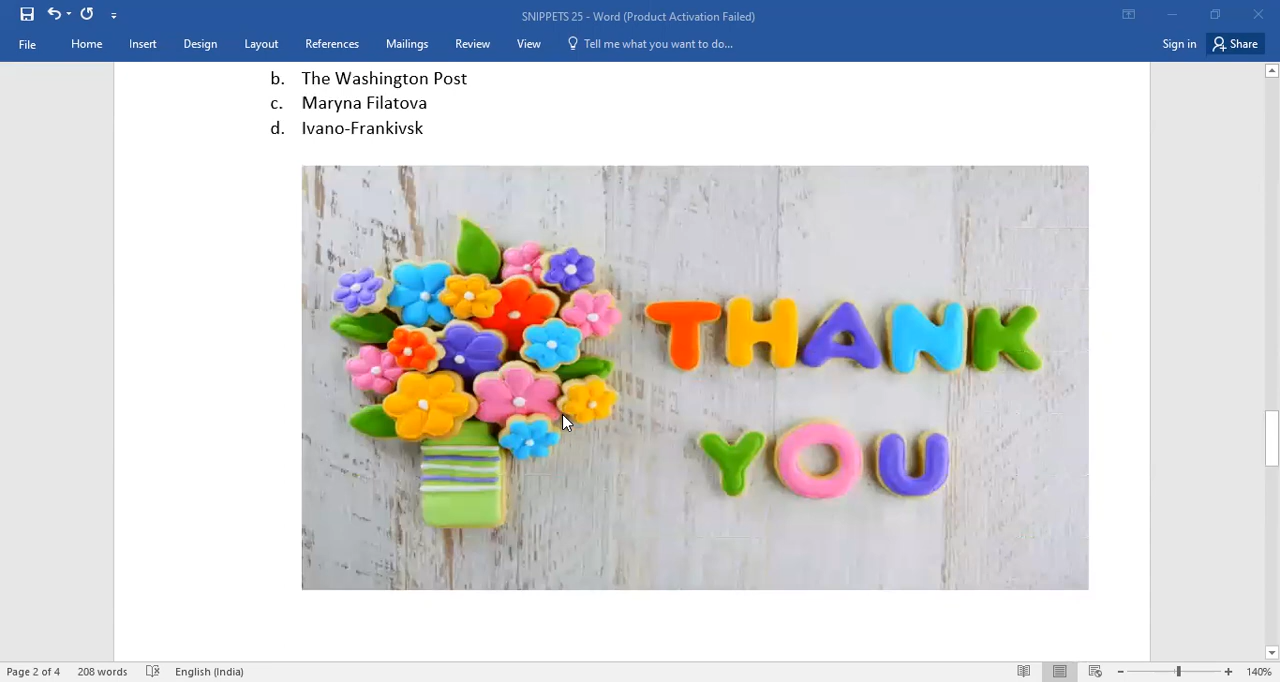 SNIPPETS 25 - Word (Product Activation Failed)
File Home Insert Design Layout References Mailings Review View Tell me what you want to do... Sign in Share
b. The Washington Post
c. Maryna Filatova
d. Ivano-Frankivsk
THANK
YOU
Page 2 of 4 208 words English (India) 140%